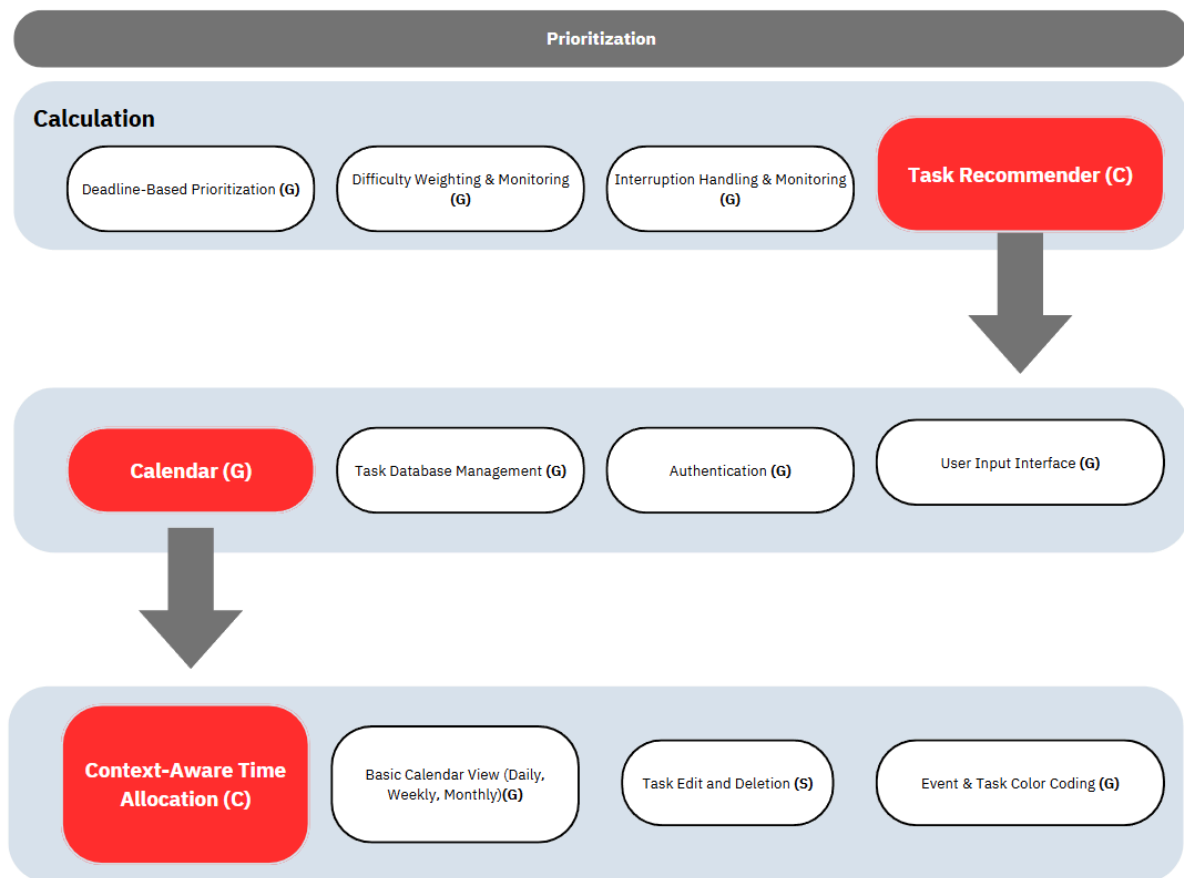 Prioritization
Calculation
Deadline-Based Prioritization (G)
Difficulty Weighting & Monitoring
(G)
Interruption Handling & Monitoring
(G)
Task Recommender (C)
Calendar (G)
Task Database Management (G)
Authentication (G)
User Input Interface (G)
Context-Aware Time
Allocation (C)
Basic Calendar View (Daily,
Weekly, Monthly)(G)
Task Edit and Deletion (S)
Event & Task Color Coding (G)